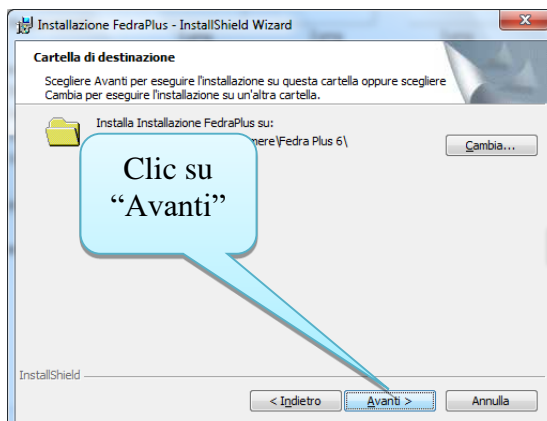 Installazione FedraPlus - InstallShield Wizard
Cartella di destinazione
Scegliere Avanti per eseguire l'installazione su questa cartella oppure scegliere
Cambia per eseguire l'installazione su un'altra cartella.
Installa Installazione FedraPlus su:
\Fedra Plus 6\
Cambia...
Clic su
“Avanti”
InstallShield
< Indietro
Avanti >
Annulla